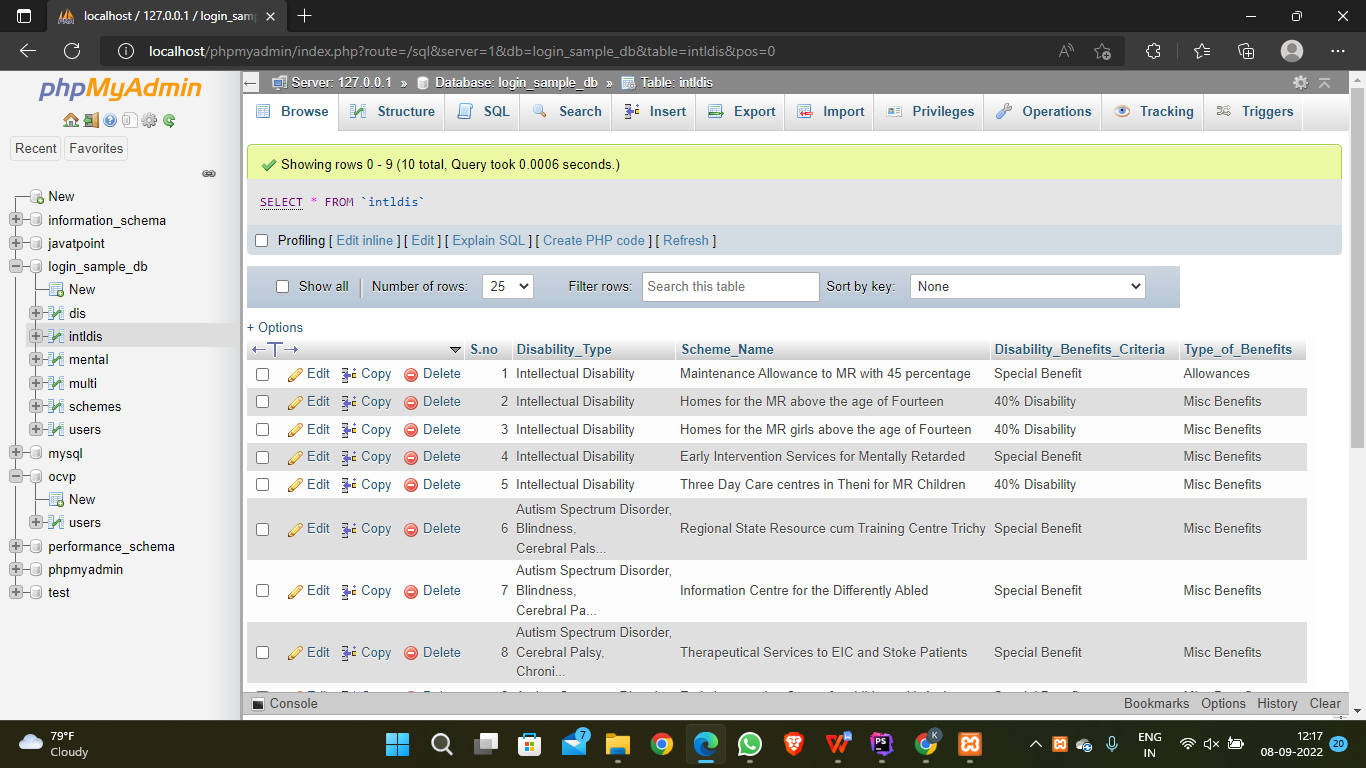 localhost / 127.0.0.1 / login_sam
localhost/phpmyadmin/index.php?route=/sql&server=1&db=login_sample_db&table=intldis&pos=0
phpMyAdmin
Recent Favorites
New
information_schema
javatpoint
login_sample_db
New
dis
intldis
mental
multi
schemes
users
mysql
ocvp
New
users
performance_schema
phpmyadmin
test
Server: 127.0.0.1 » Database: login_sample_db » Table: intldis
Browse Structure SQL Search Insert Export Import Privileges Operations Tracking Triggers
Showing rows 0 - 9 (10 total, Query took 0.0006 seconds.)
SELECT * FROM `intldis`
Profiling [ Edit inline ] [ Edit ] [ Explain SQL ] [ Create PHP code ] [ Refresh ]
Show all Number of rows: 25 Filter rows: Search this table Sort by key: None
+ Options
S.no Disability_Type Scheme_Name Disability_Benefits_Criteria Type_of_Benefits
Edit Copy Delete 1 Intellectual Disability Maintenance Allowance to MR with 45 percentage Special Benefit Allowances
Edit Copy Delete 2 Intellectual Disability Homes for the MR above the age of Fourteen 40% Disability Misc Benefits
Edit Copy Delete 3 Intellectual Disability Homes for the MR girls above the age of Fourteen 40% Disability Misc Benefits
Edit Copy Delete 4 Intellectual Disability Early Intervention Services for Mentally Retarded Special Benefit Misc Benefits
Edit Copy Delete 5 Intellectual Disability Three Day Care centres in Theni for MR Children 40% Disability Misc Benefits
Autism Spectrum Disorder,
Edit Copy Delete 6 Blindness, Regional State Resource cum Training Centre Trichy Special Benefit Misc Benefits
Cerebral Pals...
Autism Spectrum Disorder,
Edit Copy Delete 7 Blindness, Information Centre for the Differently Abled Special Benefit Misc Benefits
Cerebral Pa...
Autism Spectrum Disorder,
Edit Copy Delete 8 Cerebral Palsy, Therapeutical Services to EIC and Stoke Patients Special Benefit Misc Benefits
Chroni...
Console Bookmarks Options History Clear
79°F
Cloudy
7
PS
K
ENG
IN
12:17
08-09-2022
20